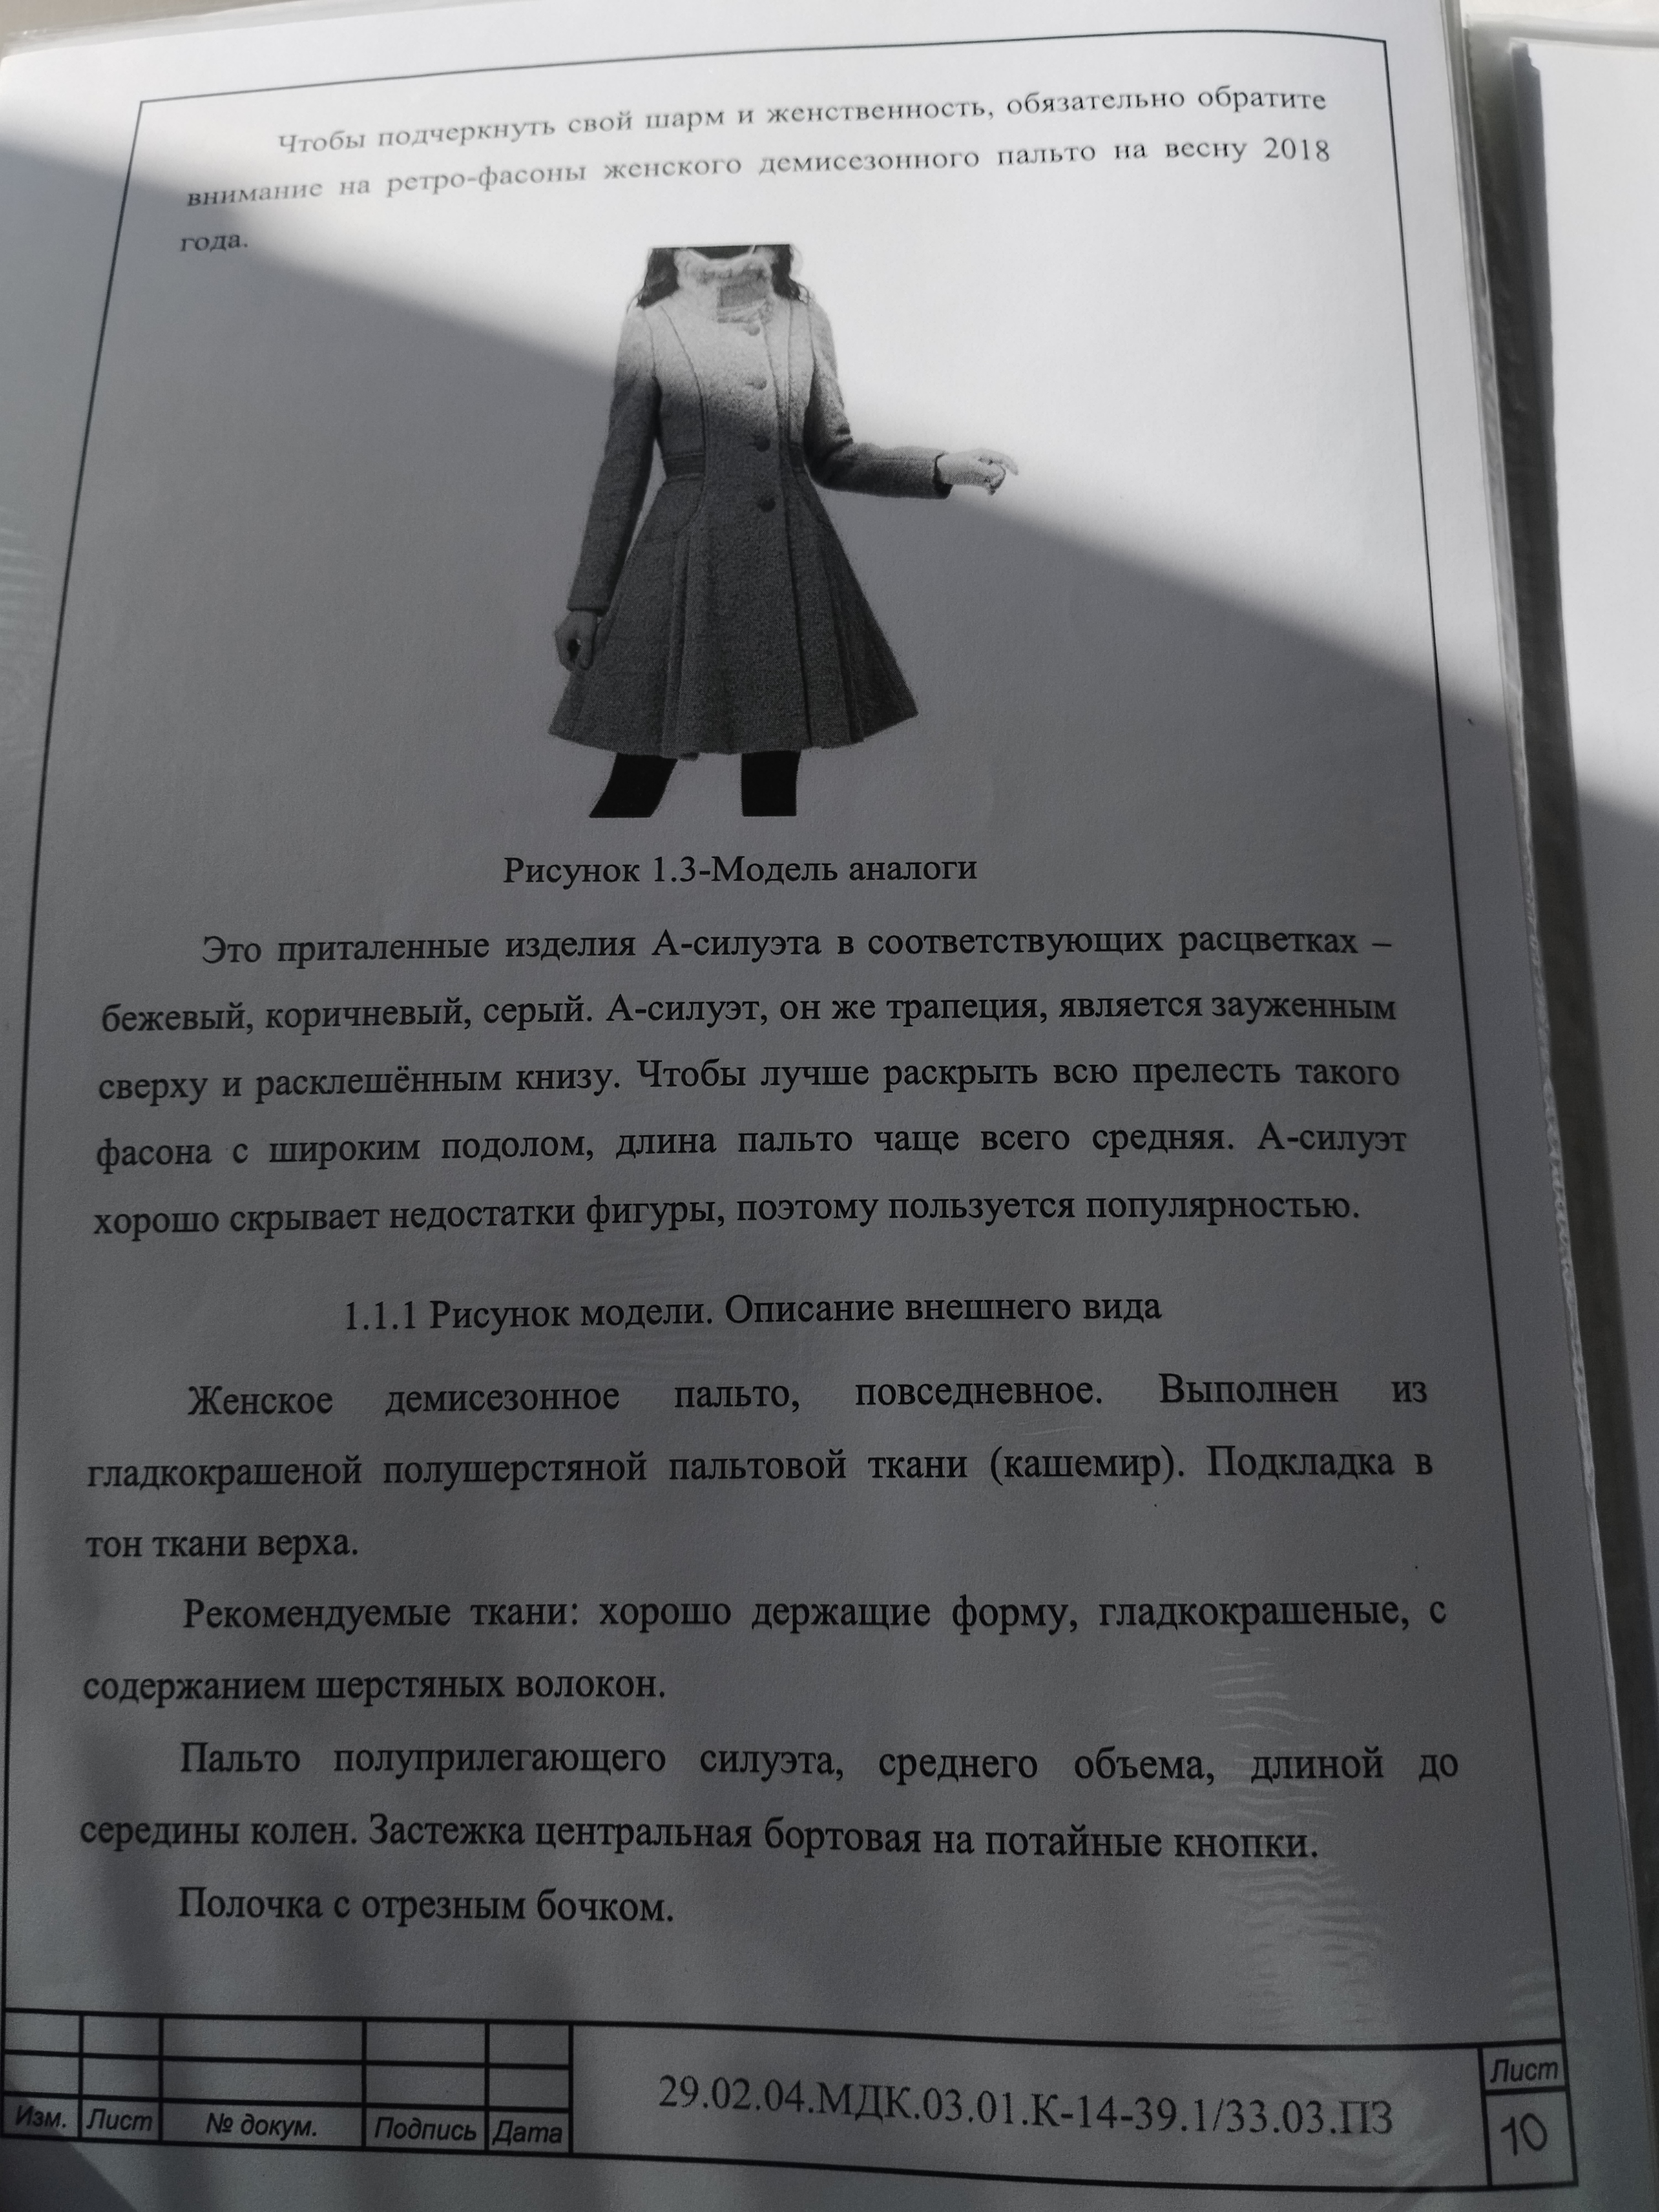 Чтобы подчеркнуть свой шарм и женственность, обязательно обратите
внимание на ретро-фасоны женского демисезонного пальто на весну 2018
года.
Рисунок 1.3-Модель аналоги
Это приталенные изделия А-силуэта в соответствующих расцветках –
бежевый, коричневый, серый. А-силуэт, он же трапеция, является зауженным
сверху и расклешённым книзу. Чтобы лучше раскрыть всю прелесть такого
фасона с широким подолом, длина пальто чаще всего средняя. А-силуэт
хорошо скрывает недостатки фигуры, поэтому пользуется популярностью.
1.1.1 Рисунок модели. Описание внешнего вида
Женское демисезонное пальто, повседневное. Выполнен из
гладкокрашеной полушерстяной пальтовой ткани (кашемир). Подкладка в
тон ткани верха.
Рекомендуемые ткани: хорошо держащие форму, гладкокрашеные, с
содержанием шерстяных волокон.
Пальто полуприлегающего силуэта, среднего объема, длиной до
середины колен. Застежка центральная бортовая на потайные кнопки.
Полочка с отрезным бочком.
Изм. Лист № докум. Подпись Дата
29.02.04.МДК.03.01.К-14-39.1/33.03.ПЗ
Лист
10